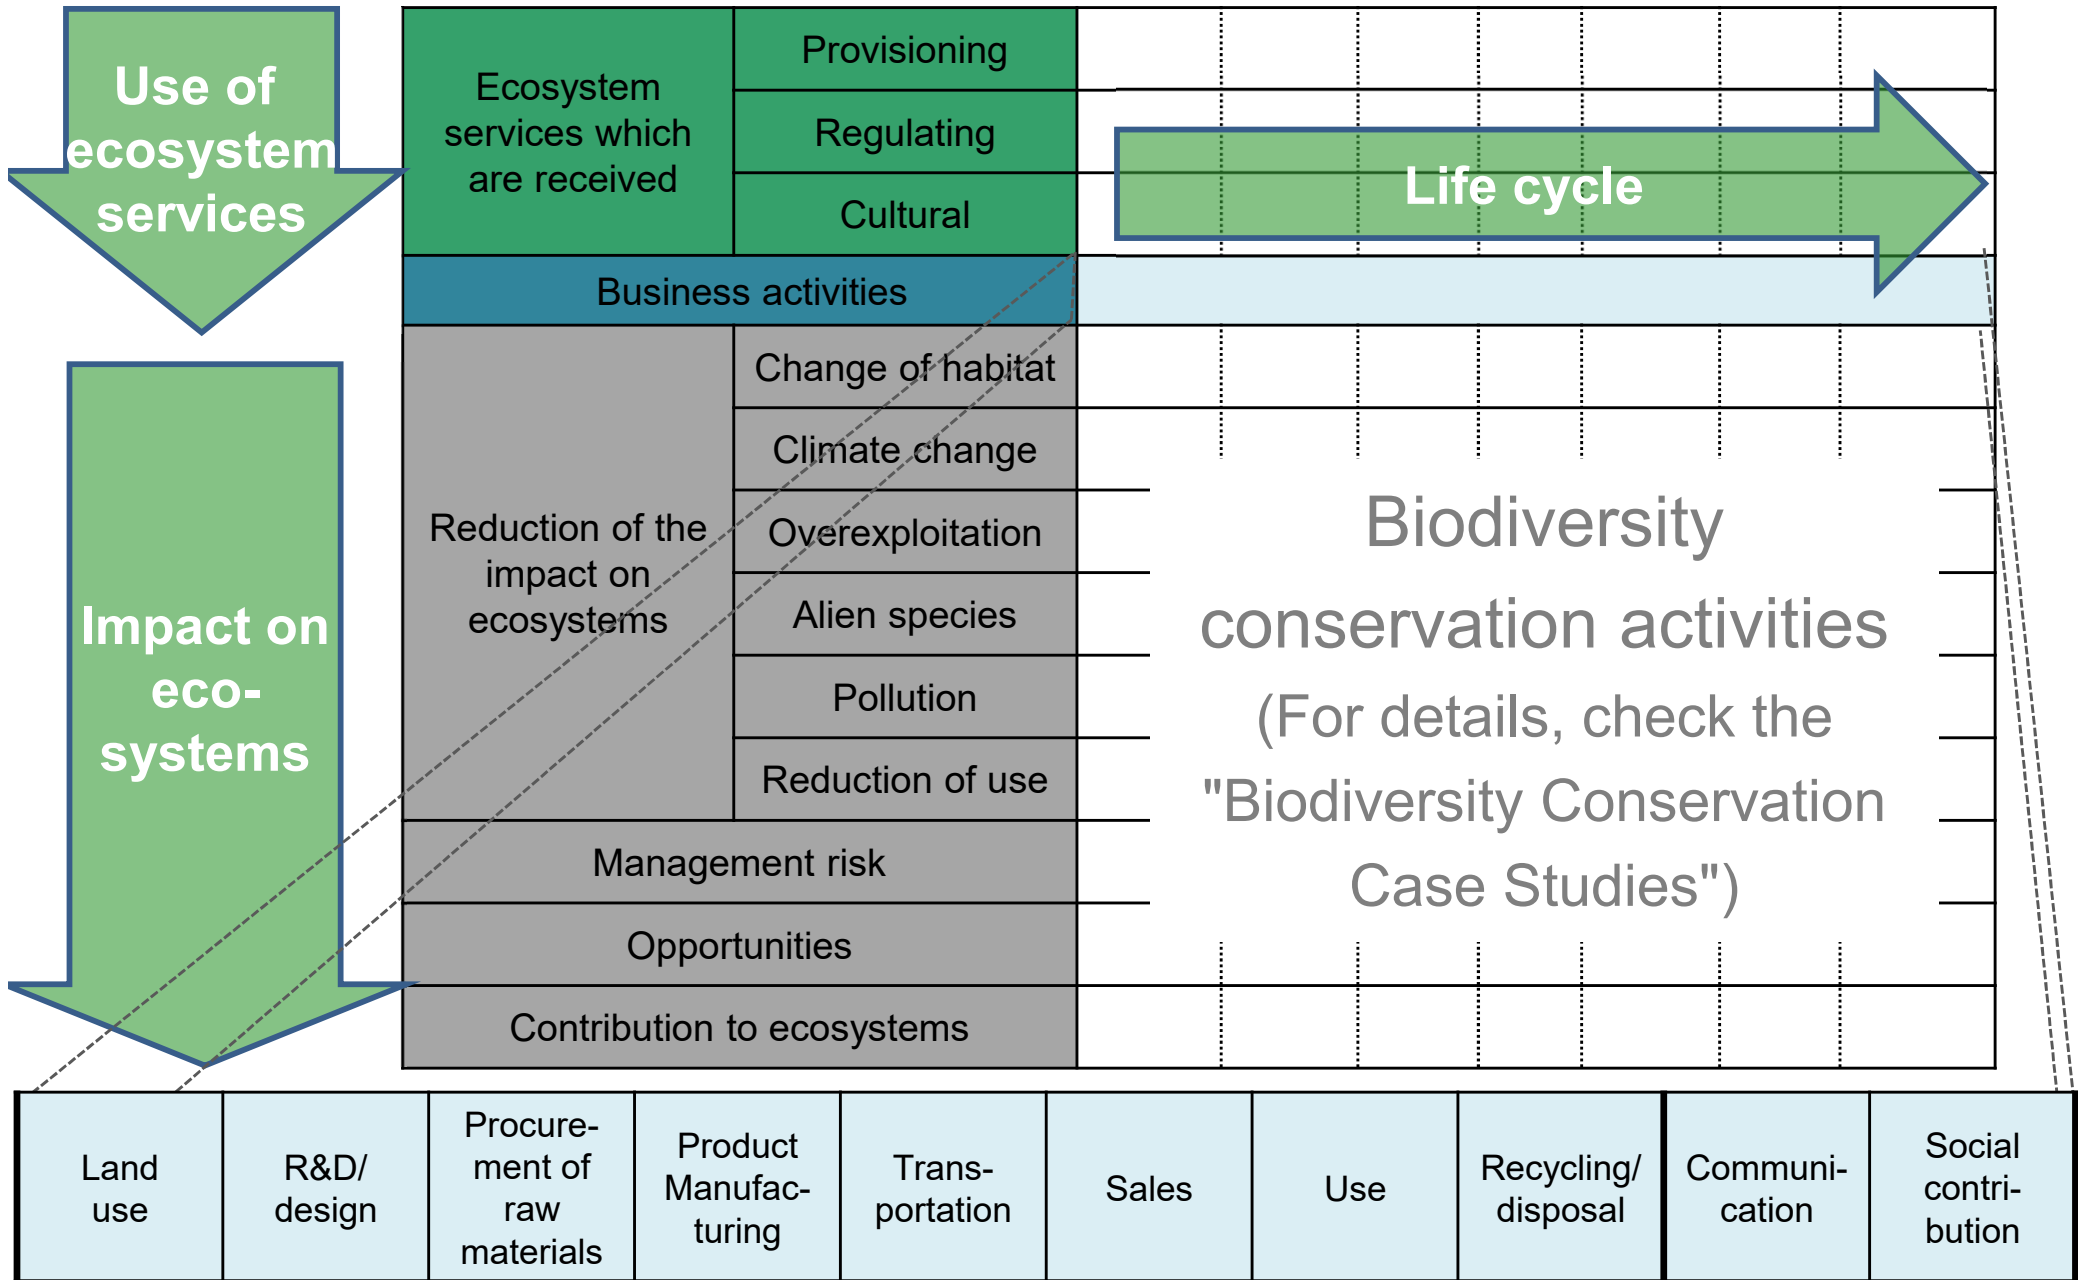 Use of
ecosystem
services
Ecosystem
services which
are received
Provisioning
Regulating
Cultural
Life cycle
Business activities
Impact on
eco-
systems
Reduction of the
impact on
ecosystems
Change of habitat
Climate change
Overexploitation
Alien species
Pollution
Reduction of use
Management risk
Opportunities
Contribution to ecosystems
Biodiversity
conservation activities
(For details, check the
"Biodiversity Conservation
Case Studies")
Land
use
R&D/
design
Procure-
ment of
raw
materials
Product
Manufac-
turing
Trans-
portation
Sales
Use
Recycling/
disposal
Communi-
cation
Social
contri-
bution